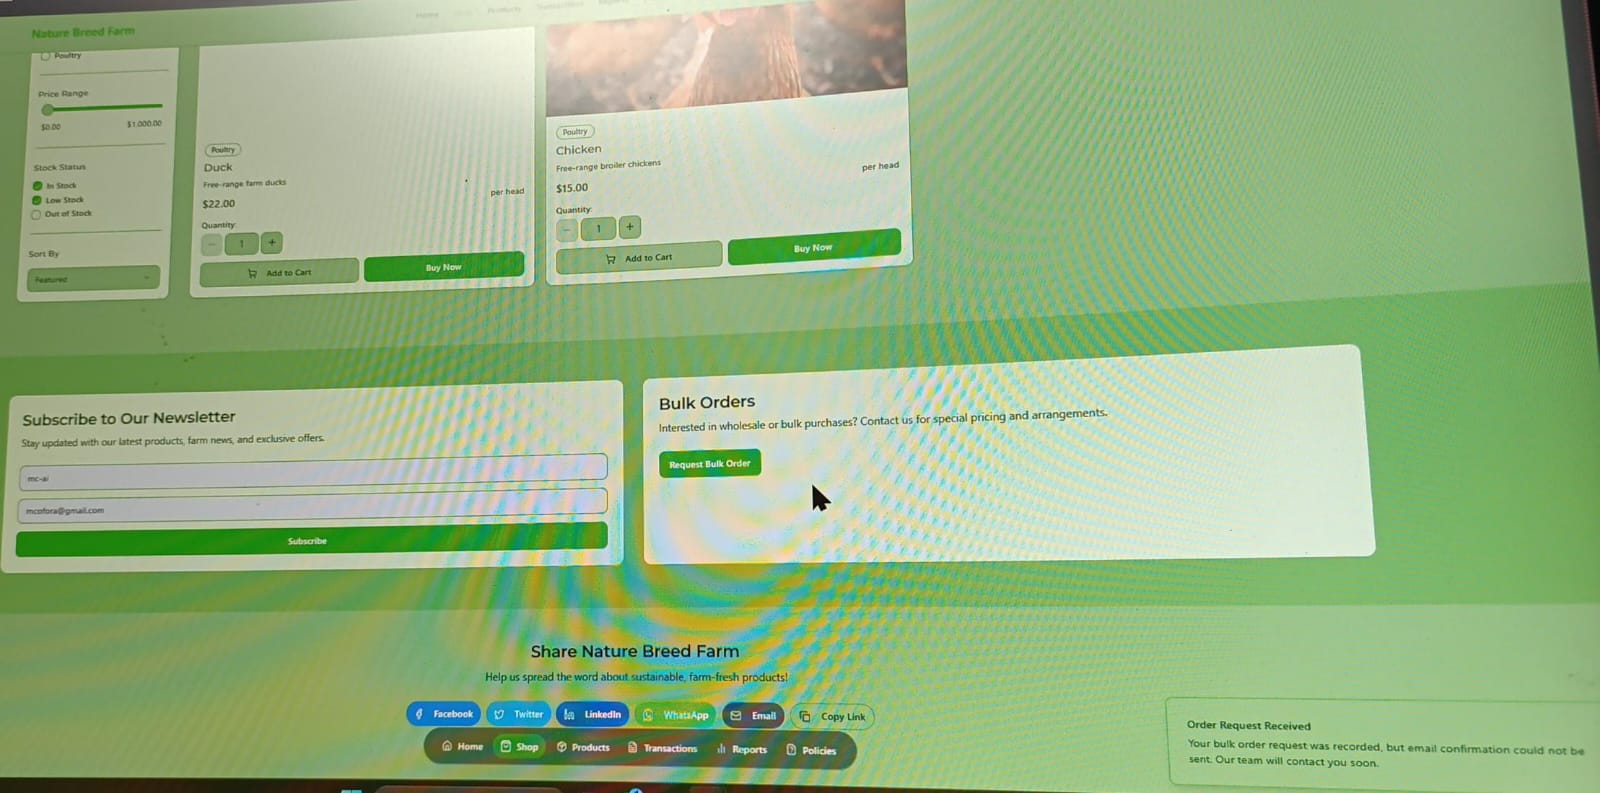 Nature Breed Farm
Home Products Transactions
Poultry
Price Range
$0.00 $1,000.00
Stock Status
In Stock
Low Stock
Out of Stock
Sort By
Featured
Poultry
Duck
Free-range farm ducks
per head
$22.00
Quantity:
1 +
Add to Cart
Buy Now
Poultry
Chicken
Free-range broiler chickens
per head
$15.00
Quantity:
1 +
Add to Cart
Buy Now
Subscribe to Our Newsletter
Stay updated with our latest products, farm news, and exclusive offers.
mc-ai
mcofora@gmail.com
Subscribe
Bulk Orders
Interested in wholesale or bulk purchases? Contact us for special pricing and arrangements.
Request Bulk Order
Share Nature Breed Farm
Help us spread the word about sustainable, farm-fresh products!
Facebook Twitter LinkedIn WhatsApp Email Copy Link
Home Shop Products Transactions Reports Policies
Order Request Received
Your bulk order request was recorded, but email confirmation could not be
sent. Our team will contact you soon.